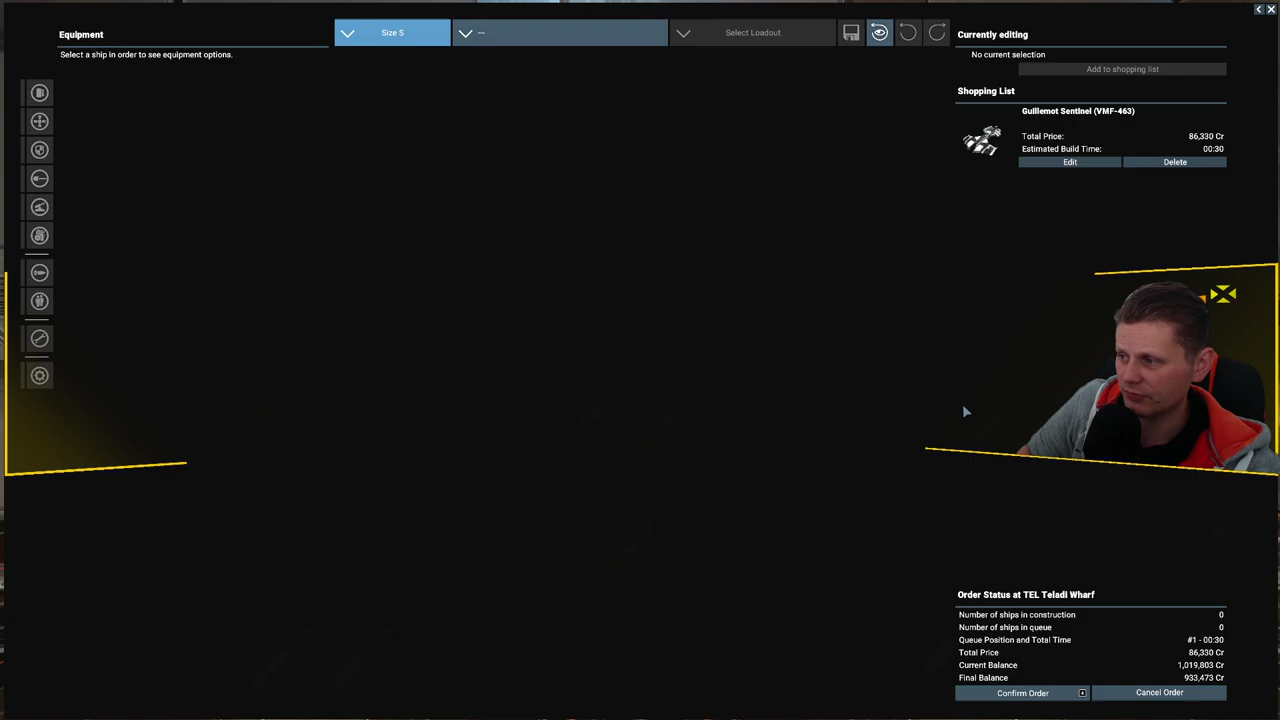 Equipment
Select a ship in order to see equipment options.
Size S
---
Select Loadout
Currently editing
No current selection
Add to shopping list
Shopping List
Guillemot Sentinel (VMF-463)
Total Price: 86,330 Cr
Estimated Build Time: 00:30
Edit
Delete
Order Status at TEL Teladi Wharf
Number of ships in construction 0
Number of ships in queue 0
Queue Position and Total Time #1 - 00:30
Total Price 86,330 Cr
Current Balance 1,019,803 Cr
Final Balance 933,473 Cr
Confirm Order
Cancel Order